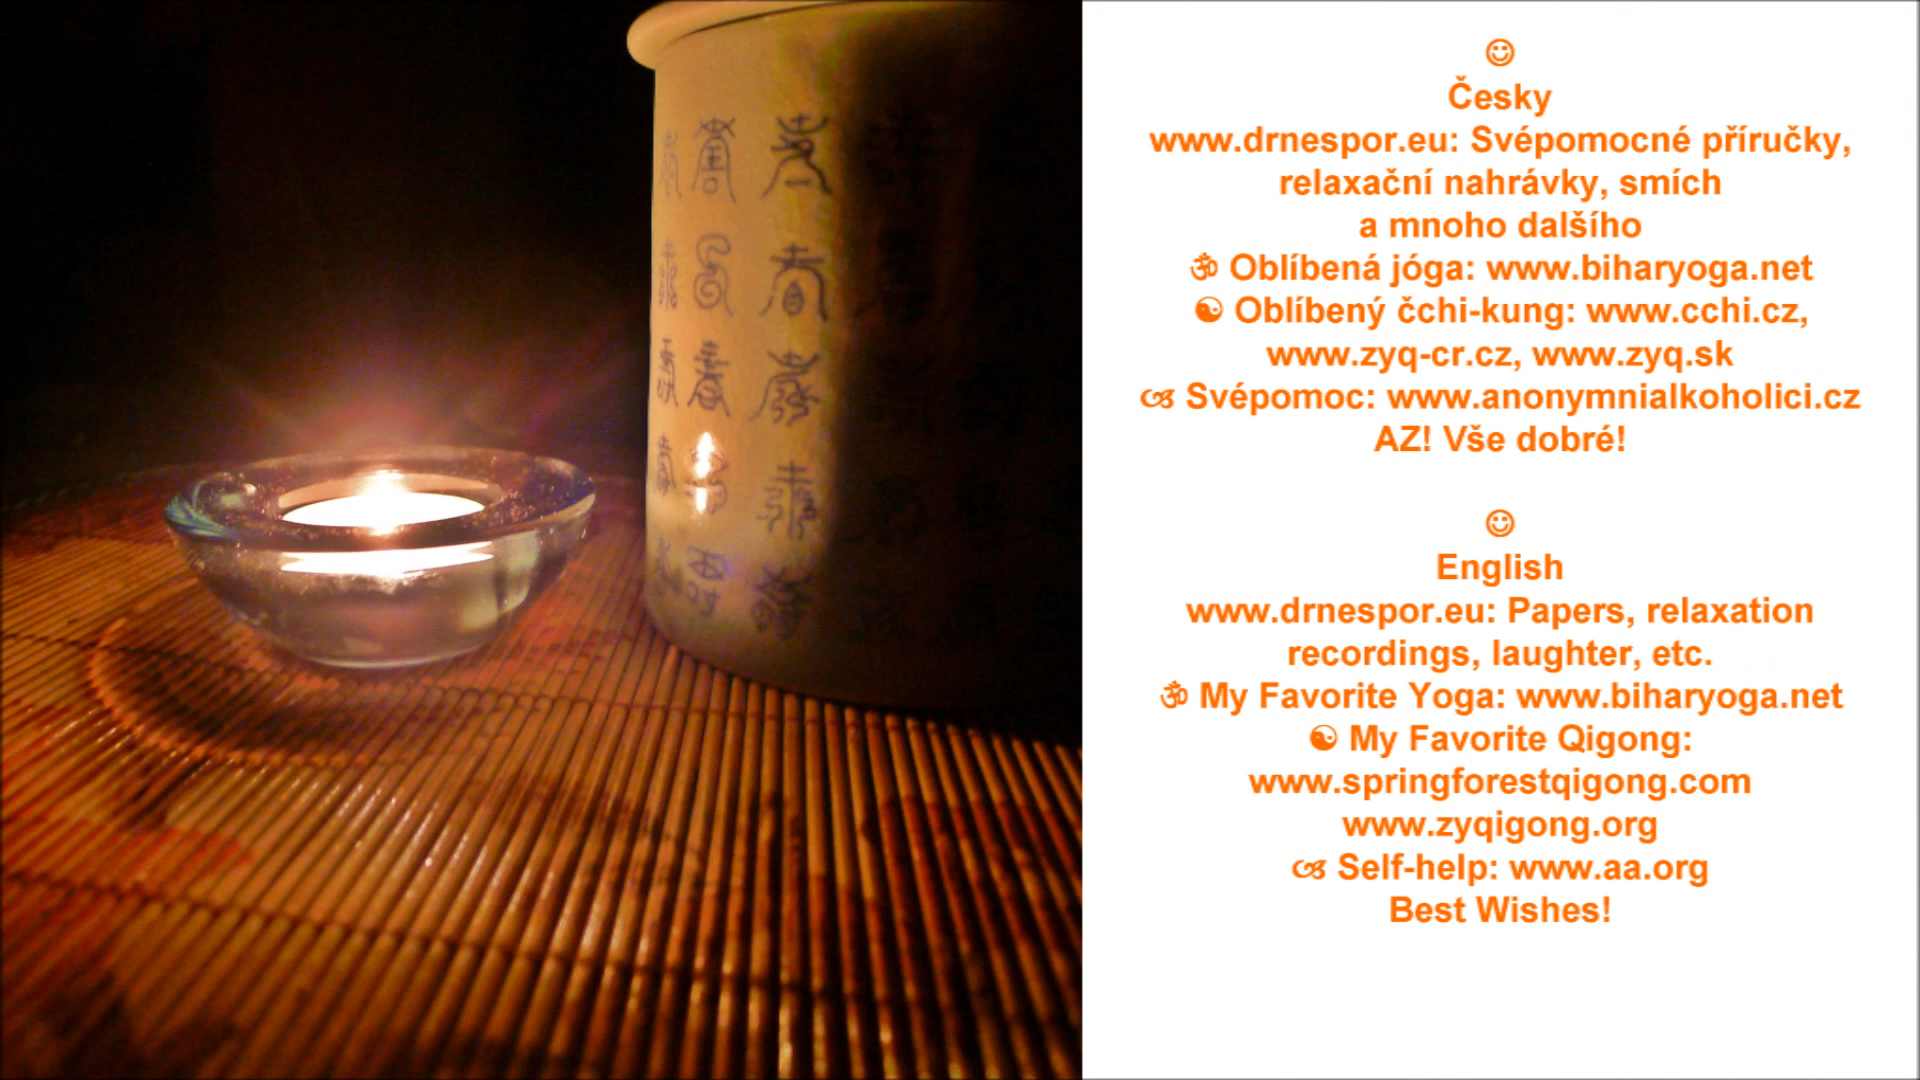 ☺
Česky
www.drnespor.eu: Svépomocné příručky,
relaxační nahrávky, smích
a mnoho dalšího
ॐ Oblíbená jóga: www.biharyoga.net
☯ Oblíbený čchi-kung: www.cchi.cz,
www.zyq-cr.cz, www.zyq.sk
Svépomoc: www.anonymnialkoholici.cz
AZ! Vše dobré!
☺
English
www.drnespor.eu: Papers, relaxation
recordings, laughter, etc.
ॐ My Favorite Yoga: www.biharyoga.net
☯ My Favorite Qigong:
www.springforestqigong.com
www.zyqigong.org
Self-help: www.aa.org
Best Wishes!